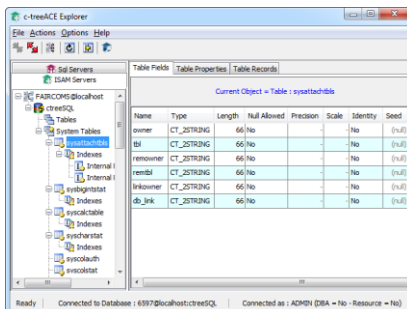 c-treeACE Explorer
File Actions Options Help
Sql Servers
ISAM Servers
FAIRCOMS@localhost
ctreeSQL
Tables
System Tables
sysattachtbls
Indexes
Internal I
Internal I
sysbigintstat
Indexes
syscalctable
Indexes
syscharstat
Indexes
syscolauth
syscolstat
Table Fields Table Properties Table Records
Current Object = Table : sysattachtbls
Name Type Length Null Allowed Precision Scale Identity Seed
owner CT_2STRING 66 No - - No (null)
tbl CT_2STRING 66 No - - No (null)
remowner CT_2STRING 66 No - - No (null)
remtbl CT_2STRING 66 No - - No (null)
linkowner CT_2STRING 66 No - - No (null)
db_link CT_2STRING 66 No - - No (null)
Ready Connected to Database : 6597@localhost:ctreeSQL Connected as : ADMIN (DBA = No - Resource = No)